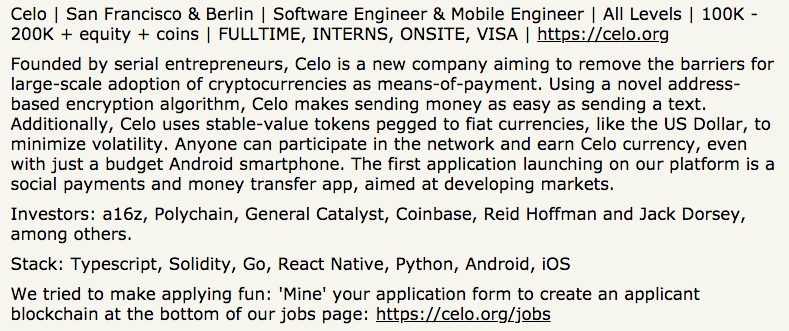 Celo | San Francisco & Berlin | Software Engineer & Mobile Engineer | All Levels | 100K -
200K + equity + coins | FULLTIME, INTERNS, ONSITE, VISA | https://celo.org
Founded by serial entrepreneurs, Celo is a new company aiming to remove the barriers for
large-scale adoption of cryptocurrencies as means-of-payment. Using a novel address-
based encryption algorithm, Celo makes sending money as easy as sending a text.
Additionally, Celo uses stable-value tokens pegged to fiat currencies, like the US Dollar, to
minimize volatility. Anyone can participate in the network and earn Celo currency, even
with just a budget Android smartphone. The first application launching on our platform is a
social payments and money transfer app, aimed at developing markets.
Investors: a16z, Polychain, General Catalyst, Coinbase, Reid Hoffman and Jack Dorsey,
among others.
Stack: Typescript, Solidity, Go, React Native, Python, Android, iOS
We tried to make applying fun: 'Mine' your application form to create an applicant
blockchain at the bottom of our jobs page: https://celo.org/jobs